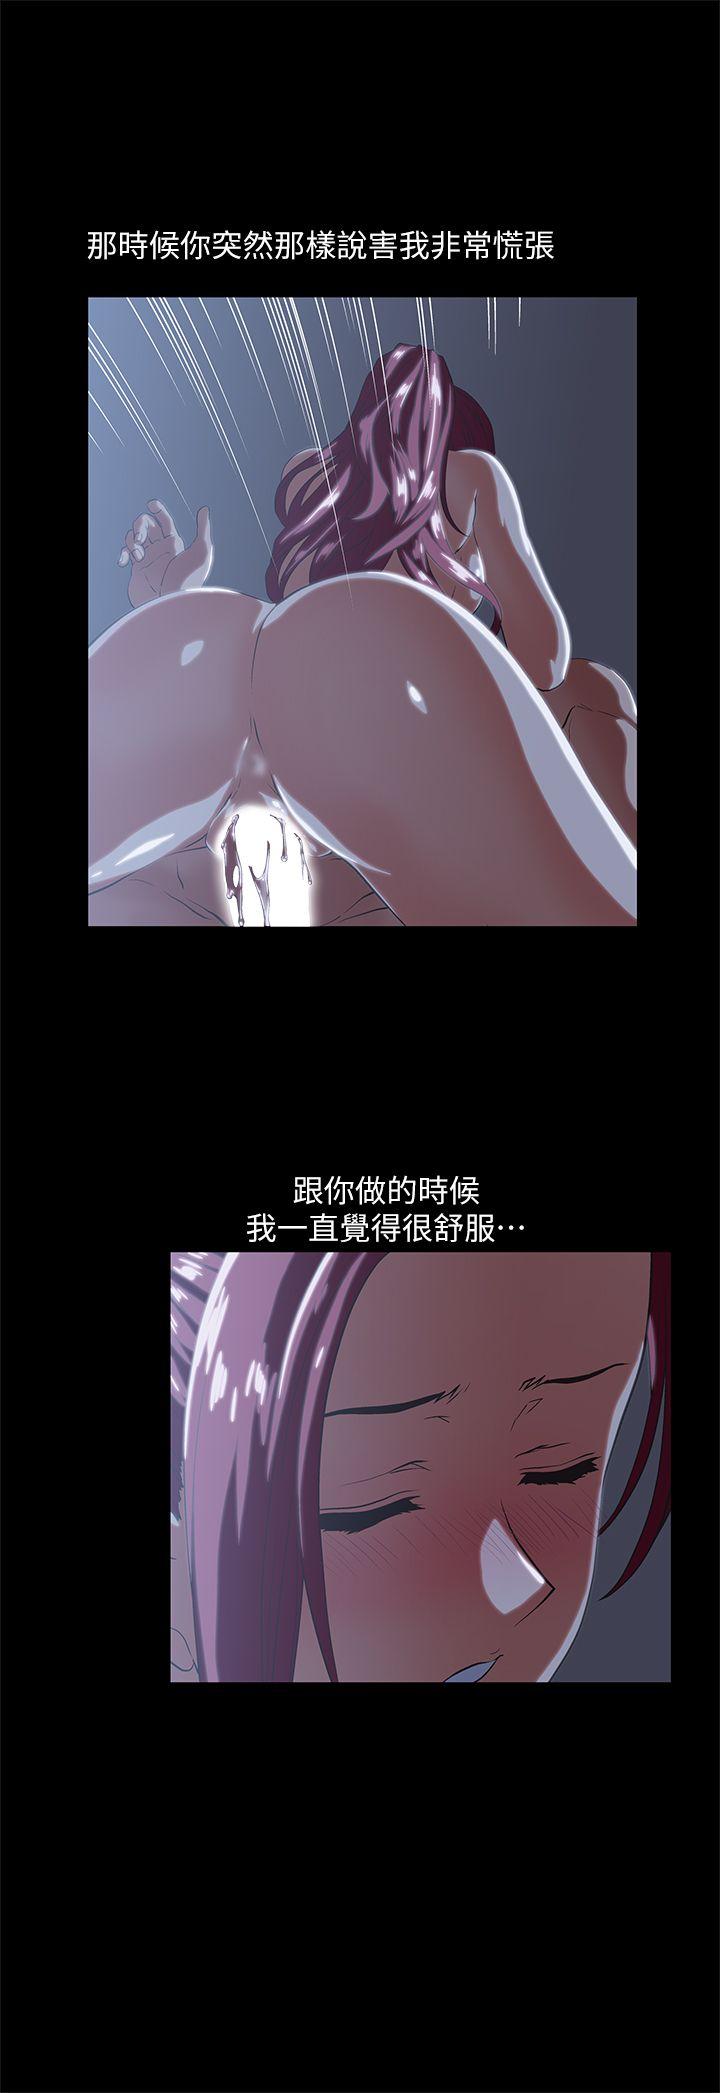 那時候你突然那樣說害我非常慌張
跟你做的時候
我一直覺得很舒服⋯